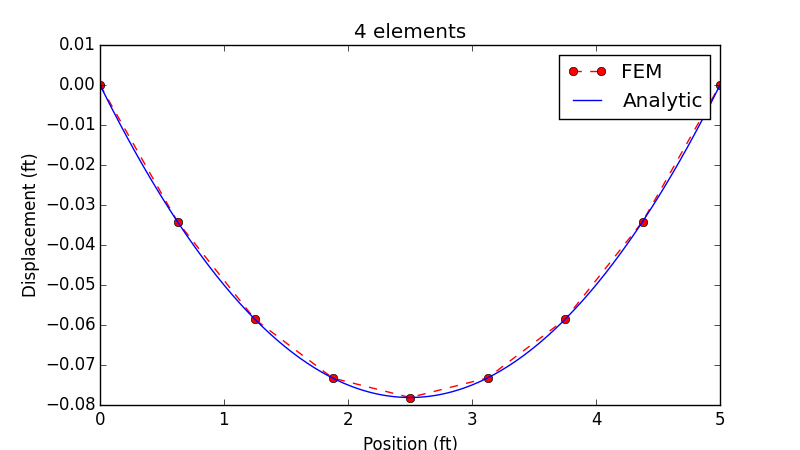 4 elements
FEM
Analytic
0.01
0.00
−0.01
−0.02
−0.03
−0.04
−0.05
−0.06
−0.07
−0.08
Displacement (ft)
0 1 2 3 4 5
Position (ft)